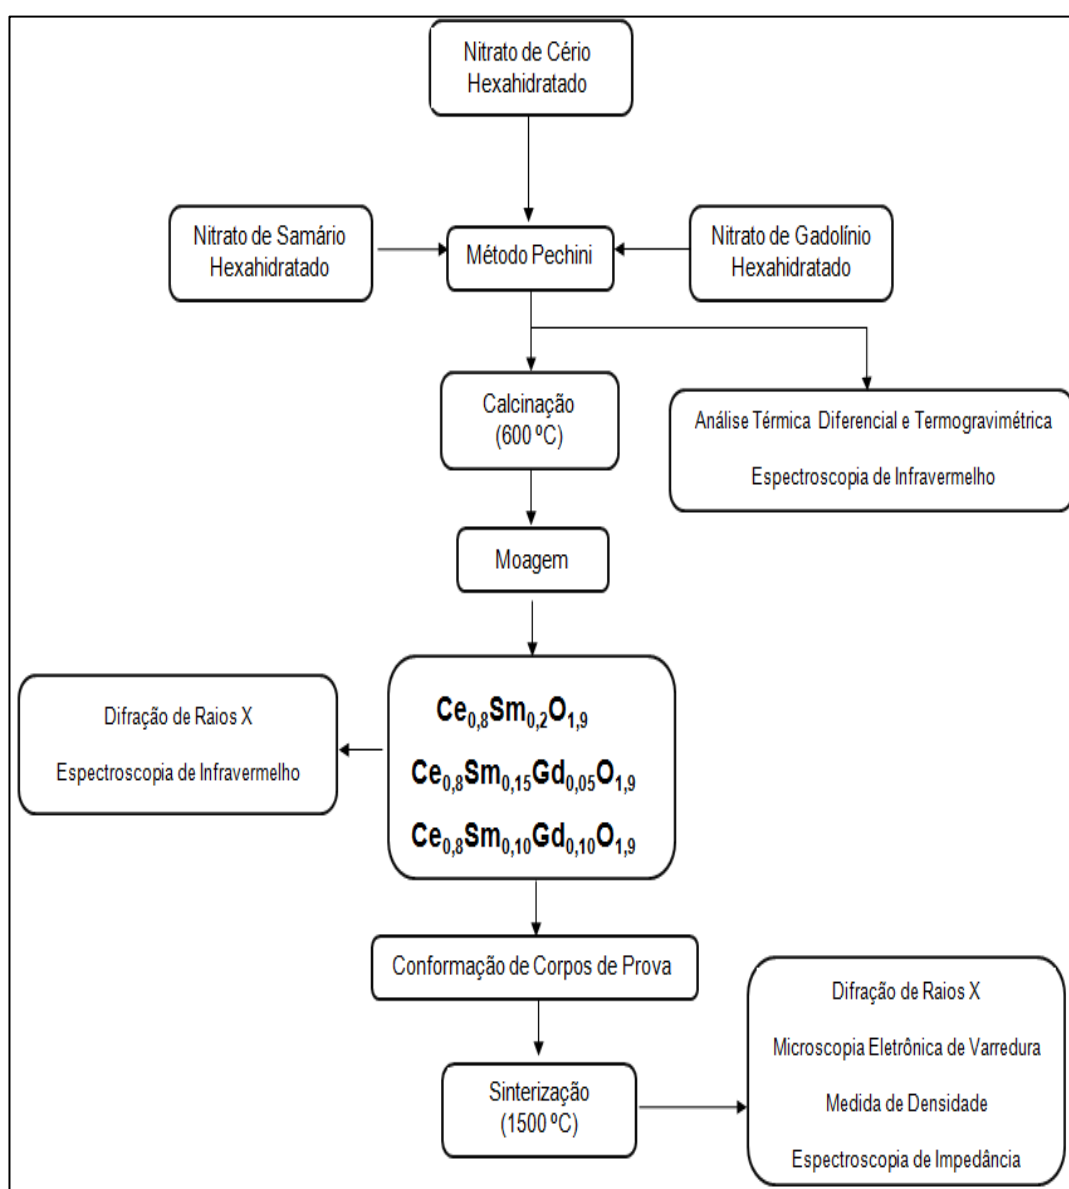 Nitrato de Cério
Hexahidratado
Nitrato de Samário
Hexahidratado
Método Pechini
Nitrato de Gadolínio
Hexahidratado
Calcinação
(600 ºC)
Análise Térmica Diferencial e Termogravimétrica
Espectroscopia de Infravermelho
Moagem
Ce0,8Sm0,2O1,9
Ce0,8Sm0,15Gd0,05O1,9
Ce0,8Sm0,10Gd0,10O1,9
Difração de Raios X
Espectroscopia de Infravermelho
Conformação de Corpos de Prova
Sinterização
(1500 ºC)
Difração de Raios X
Microscopia Eletrônica de Varredura
Medida de Densidade
Espectroscopia de Impedância